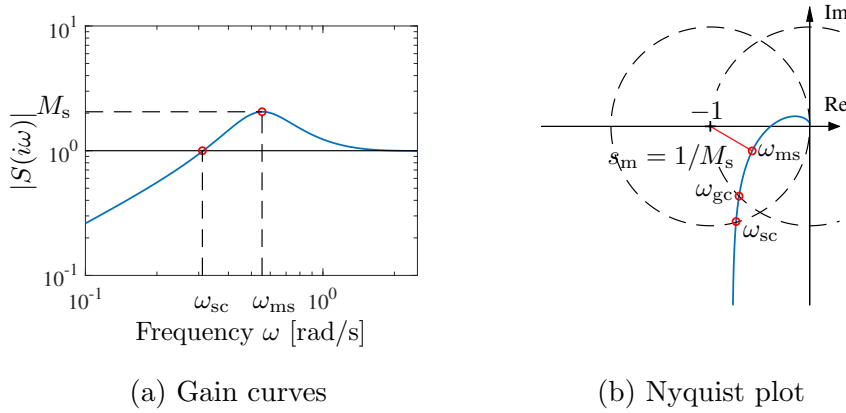 10^1
M_s
10^0
10^{-1}
|S(iω)|
10^{-1} ω_sc ω_ms 10^0
Frequency ω [rad/s]
(a) Gain curves
Im
Re
−1
s_m = 1/M_s
ω_ms
ω_gc
ω_sc
(b) Nyquist plot